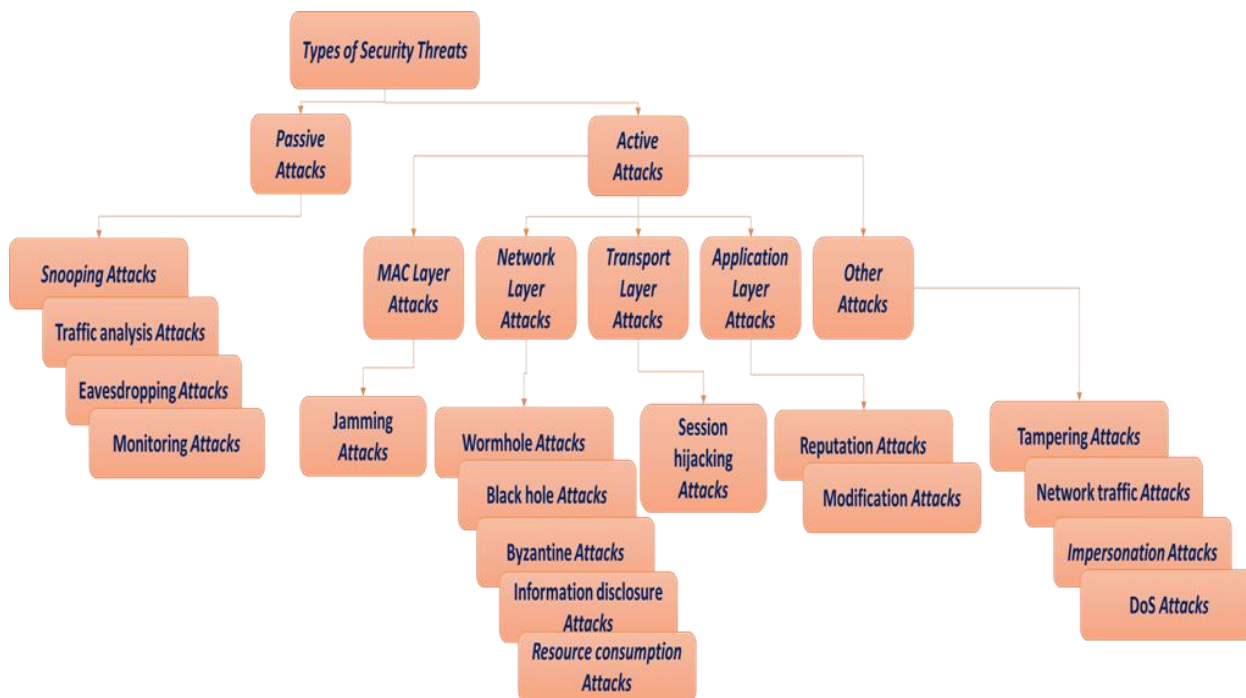 Types of Security Threats
Passive
Attacks
Active
Attacks
Snooping Attacks
Traffic analysis Attacks
Eavesdropping Attacks
Monitoring Attacks
MAC Layer
Attacks
Network
Layer
Attacks
Transport
Layer
Attacks
Application
Layer
Attacks
Other
Attacks
Jamming
Attacks
Wormhole Attacks
Black hole Attacks
Byzantine Attacks
Information disclosure
Attacks
Resource consumption
Attacks
Session
hijacking
Attacks
Reputation Attacks
Modification Attacks
Tampering Attacks
Network traffic Attacks
Impersonation Attacks
DoS Attacks